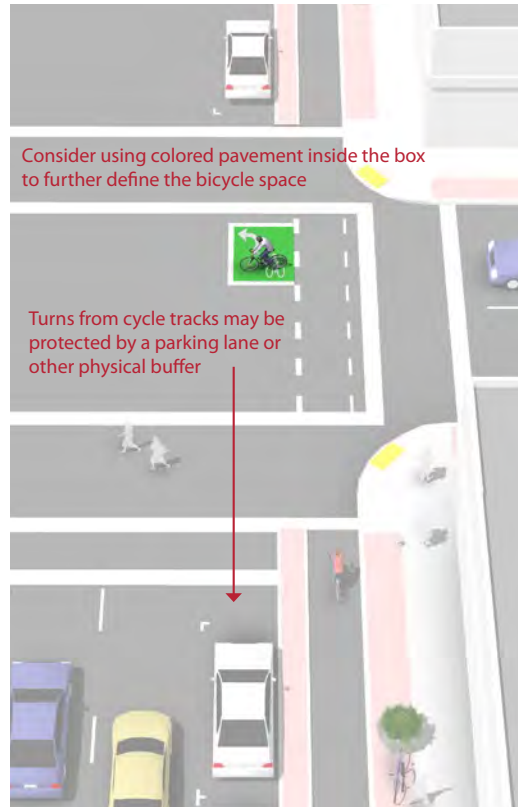 Consider using colored pavement inside the box
to further define the bicycle space
Turns from cycle tracks may be
protected by a parking lane or
other physical buffer